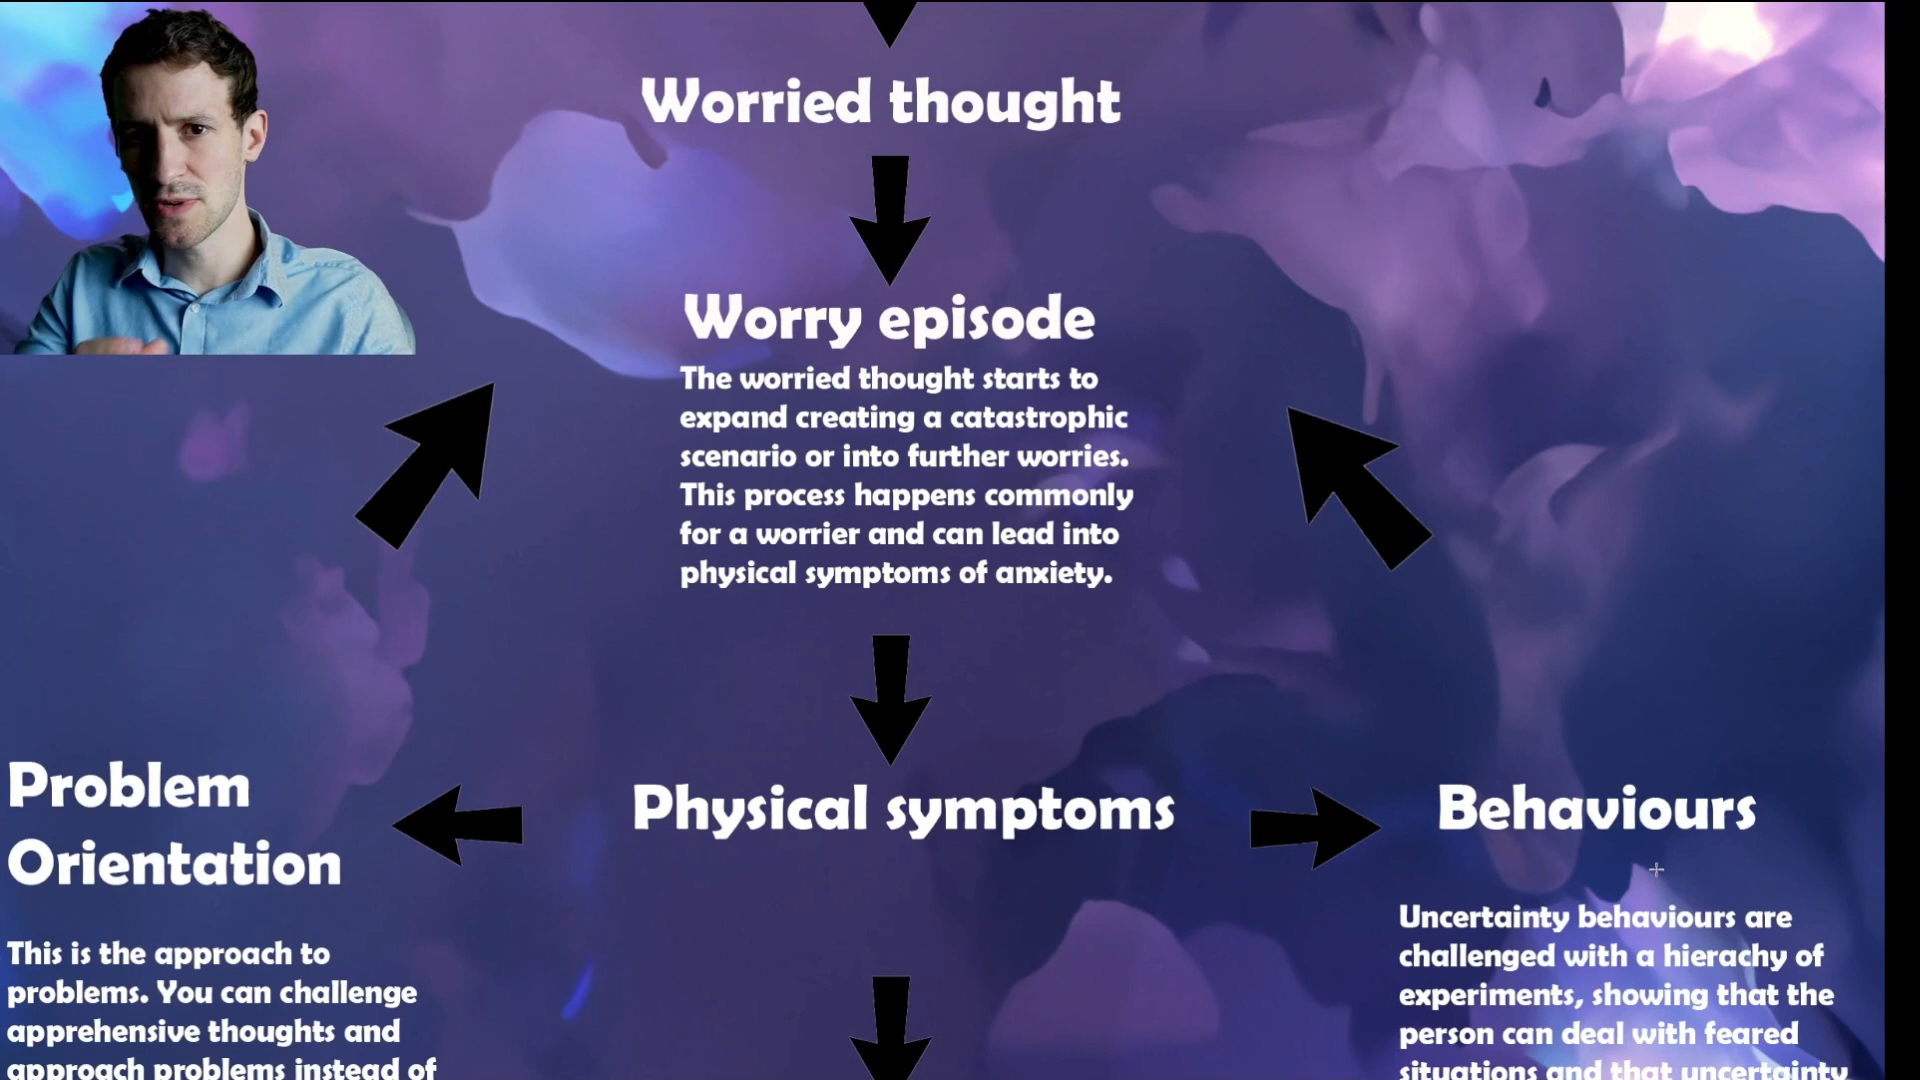 Worried thought
Worry episode
The worried thought starts to
expand creating a catastrophic
scenario or into further worries.
This process happens commonly
for a worrier and can lead into
physical symptoms of anxiety.
Problem
Orientation
This is the approach to
problems. You can challenge
apprehensive thoughts and
approach problems instead of
Physical symptoms
Behaviours
Uncertainty behaviours are
challenged with a hierachy of
experiments, showing that the
person can deal with feared
situations and that uncertainty